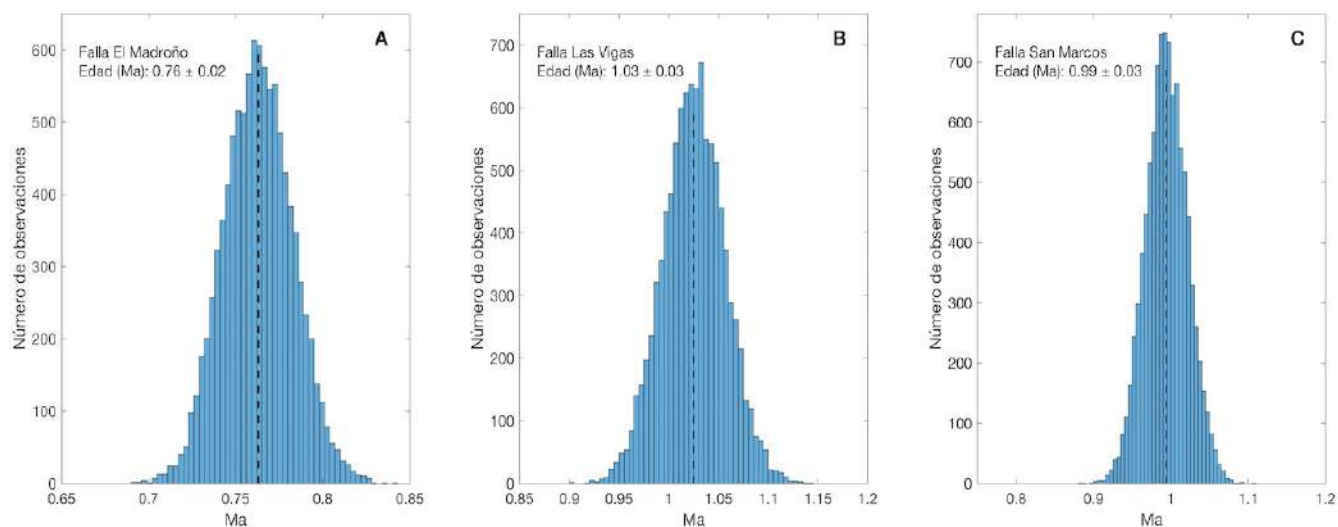 A
Falla El Madroño
Edad (Ma): 0.76 ± 0.02
Número de observaciones
600
500
400
300
200
100
0
0.65
0.7
0.75
0.8
0.85
Ma
B
Falla Las Vigas
Edad (Ma): 1.03 ± 0.03
Número de observaciones
700
600
500
400
300
200
100
0
0.85
0.9
0.95
1
1.05
1.1
1.15
1.2
Ma
C
Falla San Marcos
Edad (Ma): 0.99 ± 0.03
Número de observaciones
700
600
500
400
300
200
100
0
0.8
0.9
1
1.1
1.2
Ma